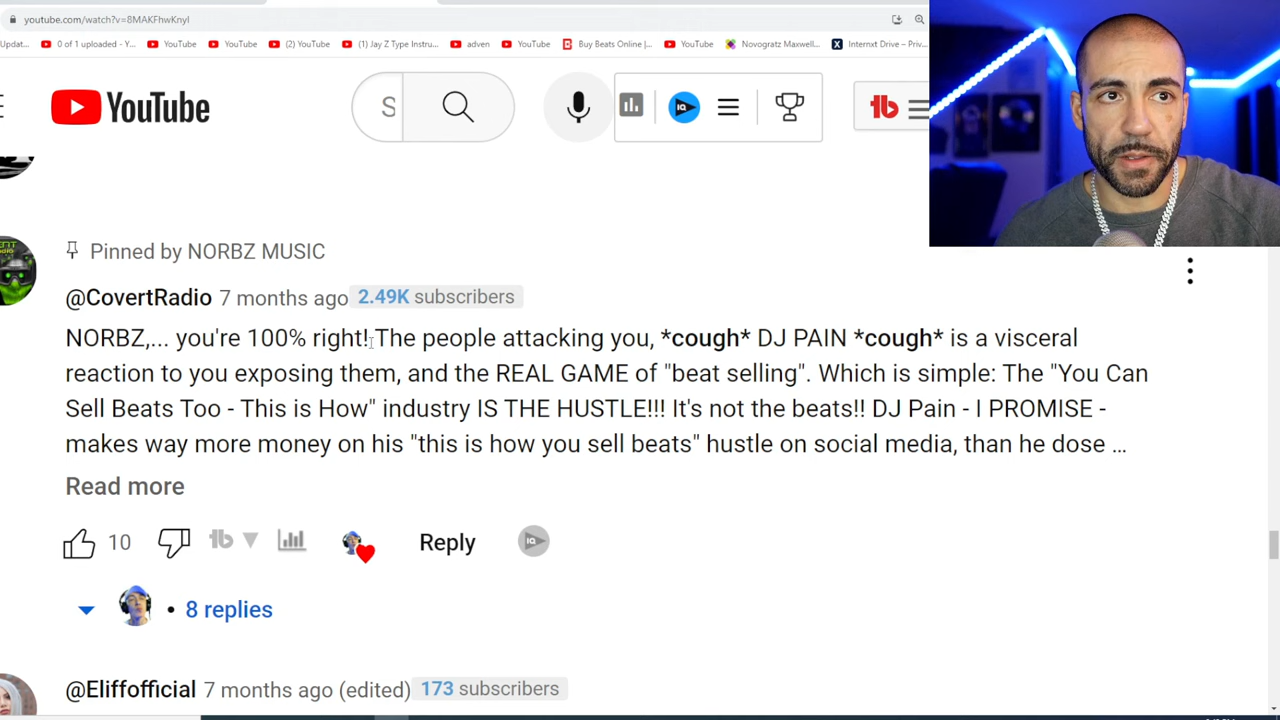 youtube.com/watch?v=8MAKFhwKnyI
Updat... 0 of 1 uploaded - Y... YouTube YouTube (2) YouTube (1) Jay Z Type Instru... adven YouTube Buy Beats Online |... YouTube Novogratz Maxwell... Internxt Drive – Priv...
YouTube S IQ tb
Pinned by NORBZ MUSIC
@CovertRadio 7 months ago 2.49K subscribers
NORBZ,... you're 100% right! The people attacking you, *cough* DJ PAIN *cough* is a visceral
reaction to you exposing them, and the REAL GAME of "beat selling". Which is simple: The "You Can
Sell Beats Too - This is How" industry IS THE HUSTLE!!! It's not the beats!! DJ Pain - I PROMISE -
makes way more money on his "this is how you sell beats" hustle on social media, than he dose ...
Read more
10 tb Reply IQ
• 8 replies
@Eliffofficial 7 months ago (edited) 173 subscribers